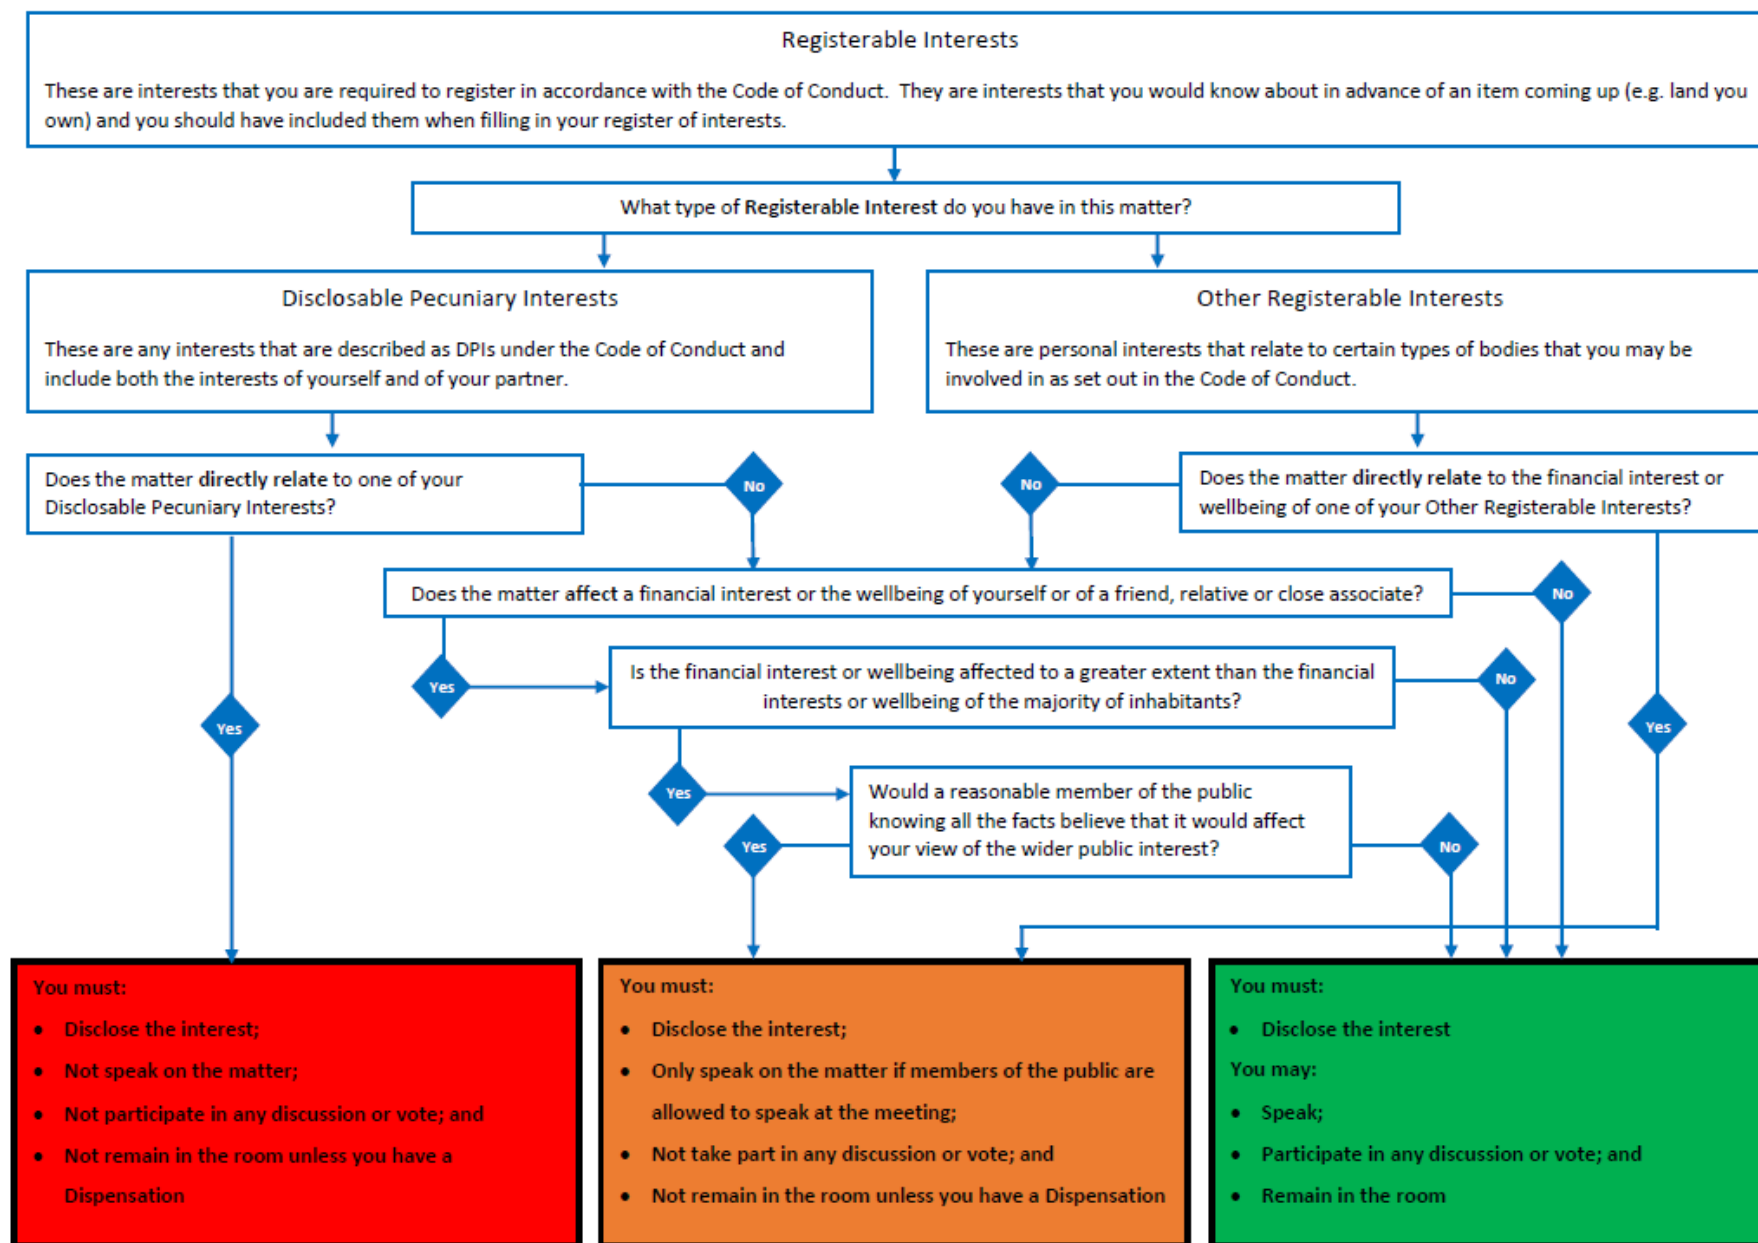 Registerable Interests
These are interests that you are required to register in accordance with the Code of Conduct.  They are interests that you would know about in advance of an item coming up (e.g. land you
own) and you should have included them when filling in your register of interests.
What type of Registerable Interest do you have in this matter?
Disclosable Pecuniary Interests
These are any interests that are described as DPIs under the Code of Conduct and
include both the interests of yourself and of your partner.
Other Registerable Interests
These are personal interests that relate to certain types of bodies that you may be
involved in as set out in the Code of Conduct.
Does the matter directly relate to one of your
Disclosable Pecuniary Interests?
No
No
Does the matter directly relate to the financial interest or
wellbeing of one of your Other Registerable Interests?
Does the matter affect a financial interest or the wellbeing of yourself or of a friend, relative or close associate?
No
Yes
Is the financial interest or wellbeing affected to a greater extent than the financial
interests or wellbeing of the majority of inhabitants?
No
Yes
Yes
Yes
Would a reasonable member of the public
knowing all the facts believe that it would affect
your view of the wider public interest?
Yes
No
You must:
• Disclose the interest;
• Not speak on the matter;
• Not participate in any discussion or vote; and
• Not remain in the room unless you have a
Dispensation
You must:
• Disclose the interest;
• Only speak on the matter if members of the public are
allowed to speak at the meeting;
• Not take part in any discussion or vote; and
• Not remain in the room unless you have a Dispensation
You must:
• Disclose the interest
You may:
• Speak;
• Participate in any discussion or vote; and
• Remain in the room